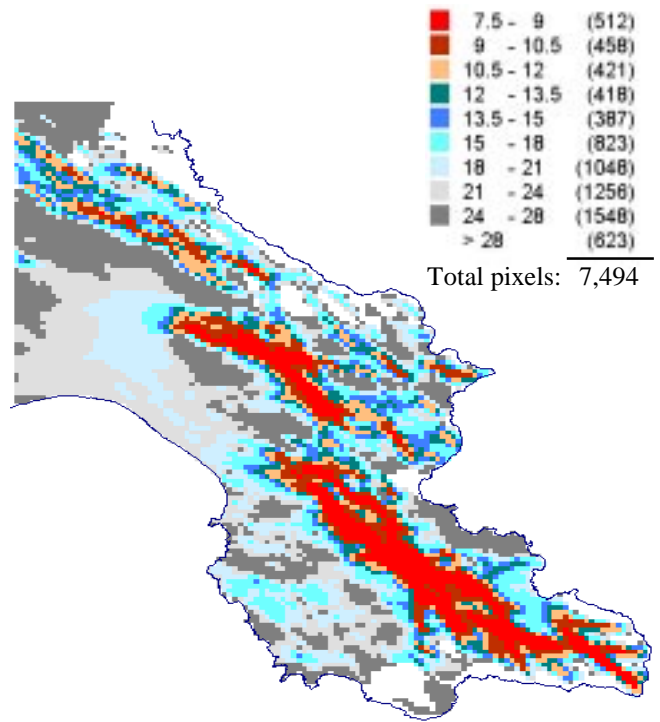 7.5 - 9 (512)
9 - 10.5 (458)
10.5 - 12 (421)
12 - 13.5 (418)
13.5 - 15 (387)
15 - 18 (823)
18 - 21 (1048)
21 - 24 (1256)
24 - 28 (1548)
> 28 (623)
Total pixels: 7,494